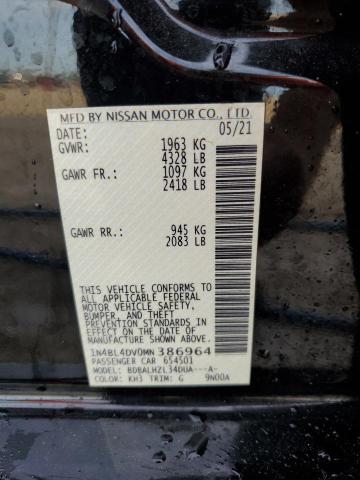 MFD BY NISSAN MOTOR CO., LTD.
DATE: 05/21
GVWR: 1963 KG
4328 LB
GAWR FR.: 1097 KG
2418 LB
GAWR RR.: 945 KG
2083 LB
THIS VEHICLE CONFORMS TO ALL
APPLICABLE FEDERAL MOTOR VEHICLE SAFETY,
BUMPER, AND THEFT PREVENTION
STANDARDS IN EFFECT ON THE DATE OF
MANUFACTURE SHOWN ABOVE.
1N4BL4DV0MN 386964
PASSENGER CAR 654501
MODEL: BDBALHZL34DUA---A-
COLOR: KH3 TRIM: G 9N00A